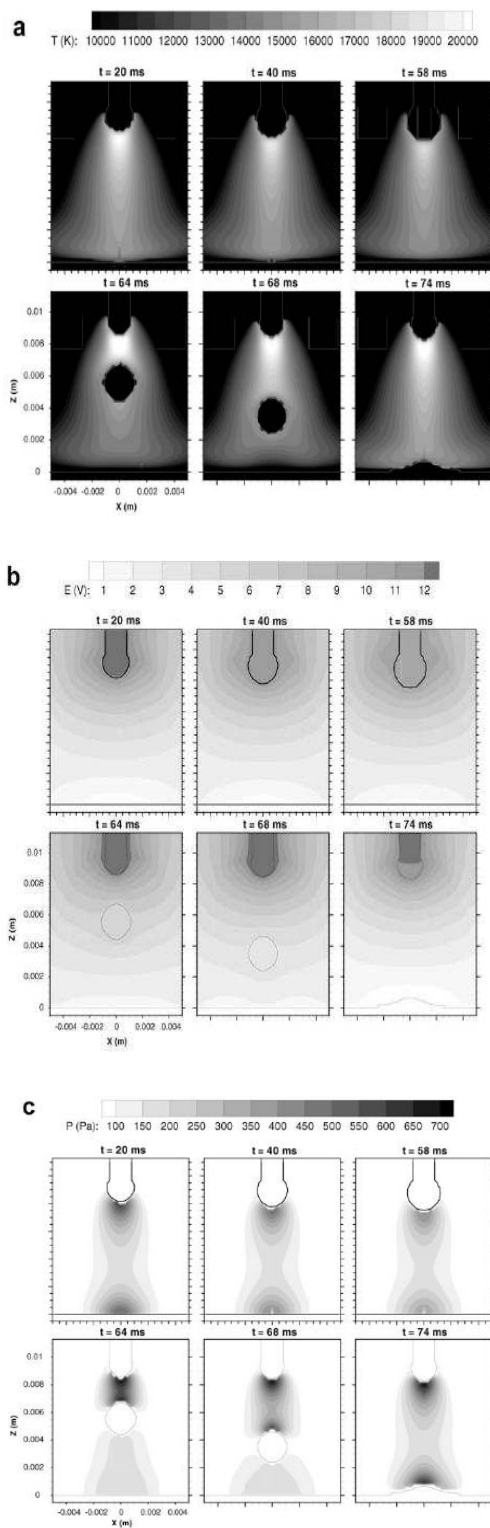 a
T (K): 10000 11000 12000 13000 14000 15000 16000 17000 18000 19000 20000
t = 20 ms t = 40 ms t = 58 ms
t = 64 ms t = 68 ms t = 74 ms
0.01
0.008
0.006
0.004
0.002
0
Z (m)
-0.004 -0.002 0 0.002 0.004
X (m)
b
E (V): 1 2 3 4 5 6 7 8 9 10 11 12
t = 20 ms t = 40 ms t = 58 ms
t = 64 ms t = 68 ms t = 74 ms
0.01
0.008
0.006
0.004
0.002
0
Z (m)
-0.004 -0.002 0 0.002 0.004
X (m)
c
P (Pa): 100 150 200 250 300 350 400 450 500 550 600 650 700
t = 20 ms t = 40 ms t = 58 ms
t = 64 ms t = 68 ms t = 74 ms
0.01
0.008
0.006
0.004
0.002
0
Z (m)
-0.004 -0.002 0 0.002 0.004
X (m)